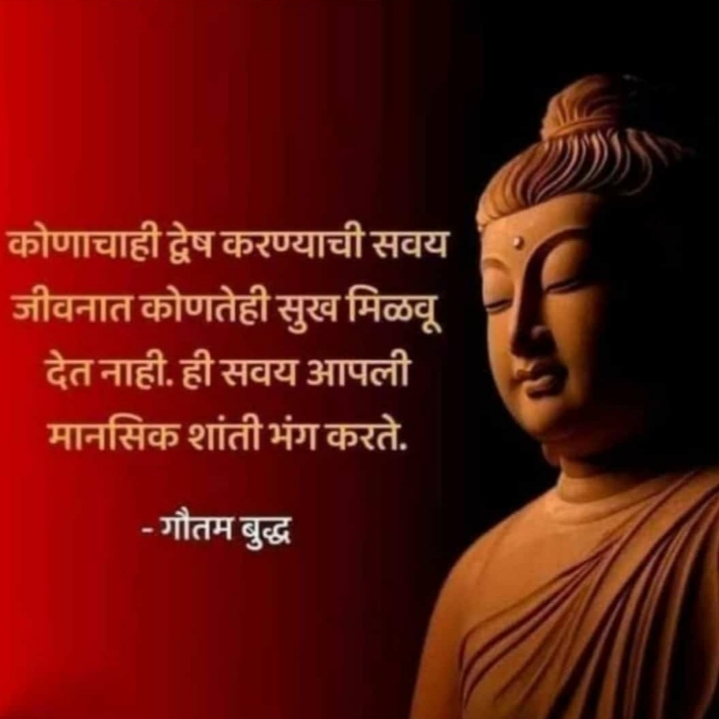 कोणाचाही द्वेष करण्याची सवय
जीवनात कोणतेही सुख मिळवू
देत नाही. ही सवय आपली
मानसिक शांती भंग करते.
- गौतम बुद्ध